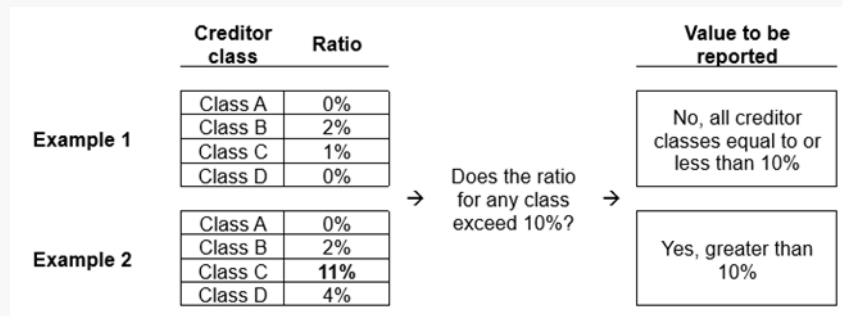 Creditor
class
Ratio
Value to be
reported
Example 1
Class A 0%
Class B 2%
Class C 1%
Class D 0%
→
Does the ratio
for any class
exceed 10%?
→
No, all creditor
classes equal to or
less than 10%
Example 2
Class A 0%
Class B 2%
Class C 11%
Class D 4%
Yes, greater than
10%